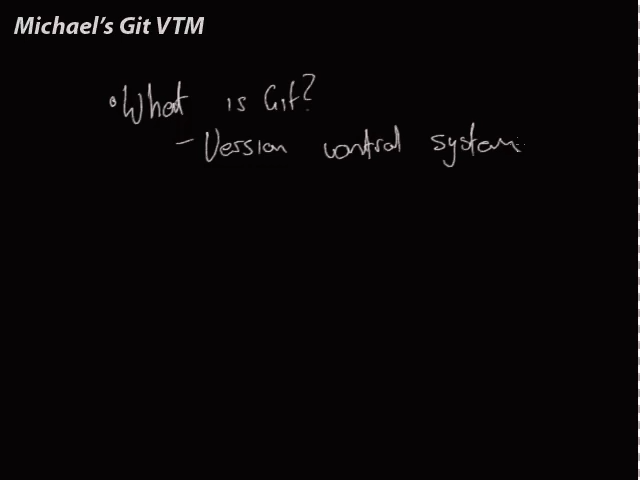 Michael's Git VTM
• What is Git?
- Version control system